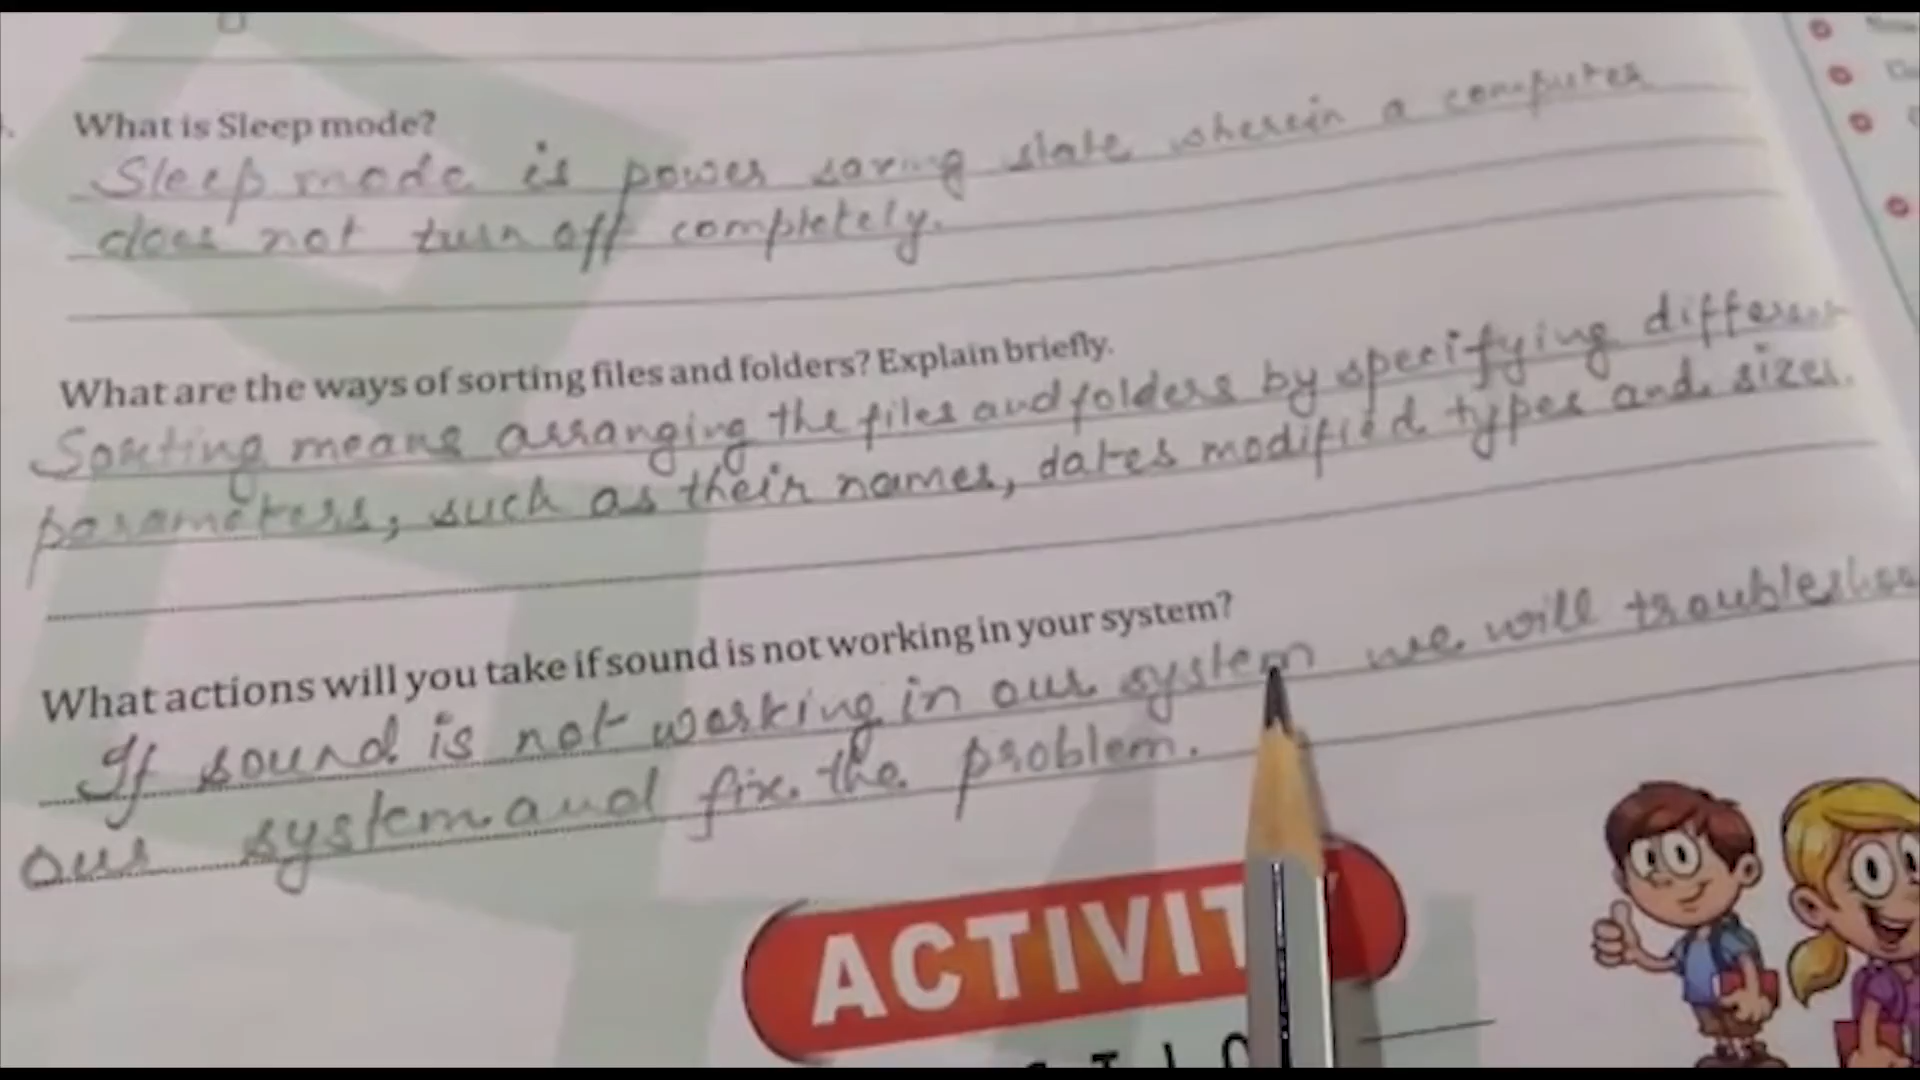 What is Sleep mode?
Sleep mode is power saving state wherein a computer
does not turn off completely.
What are the ways of sorting files and folders? Explain briefly.
Sorting means arranging the files and folders by specifying different
parameters, such as their names, dates modified types and sizes.
What actions will you take if sound is not working in your system?
If sound is not working in our system we will troubleshoo
our system and fix the problem.
ACTIVIT